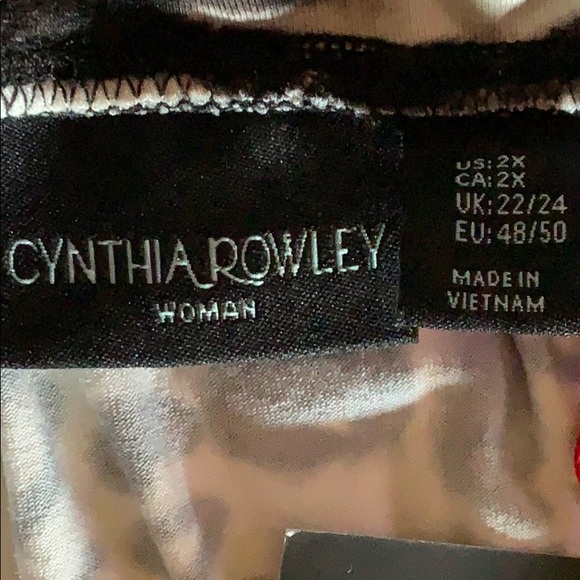 CYNTHIA ROWLEY
WOMAN
US: 2X
CA: 2X
UK: 22/24
EU: 48/50
MADE IN
VIETNAM